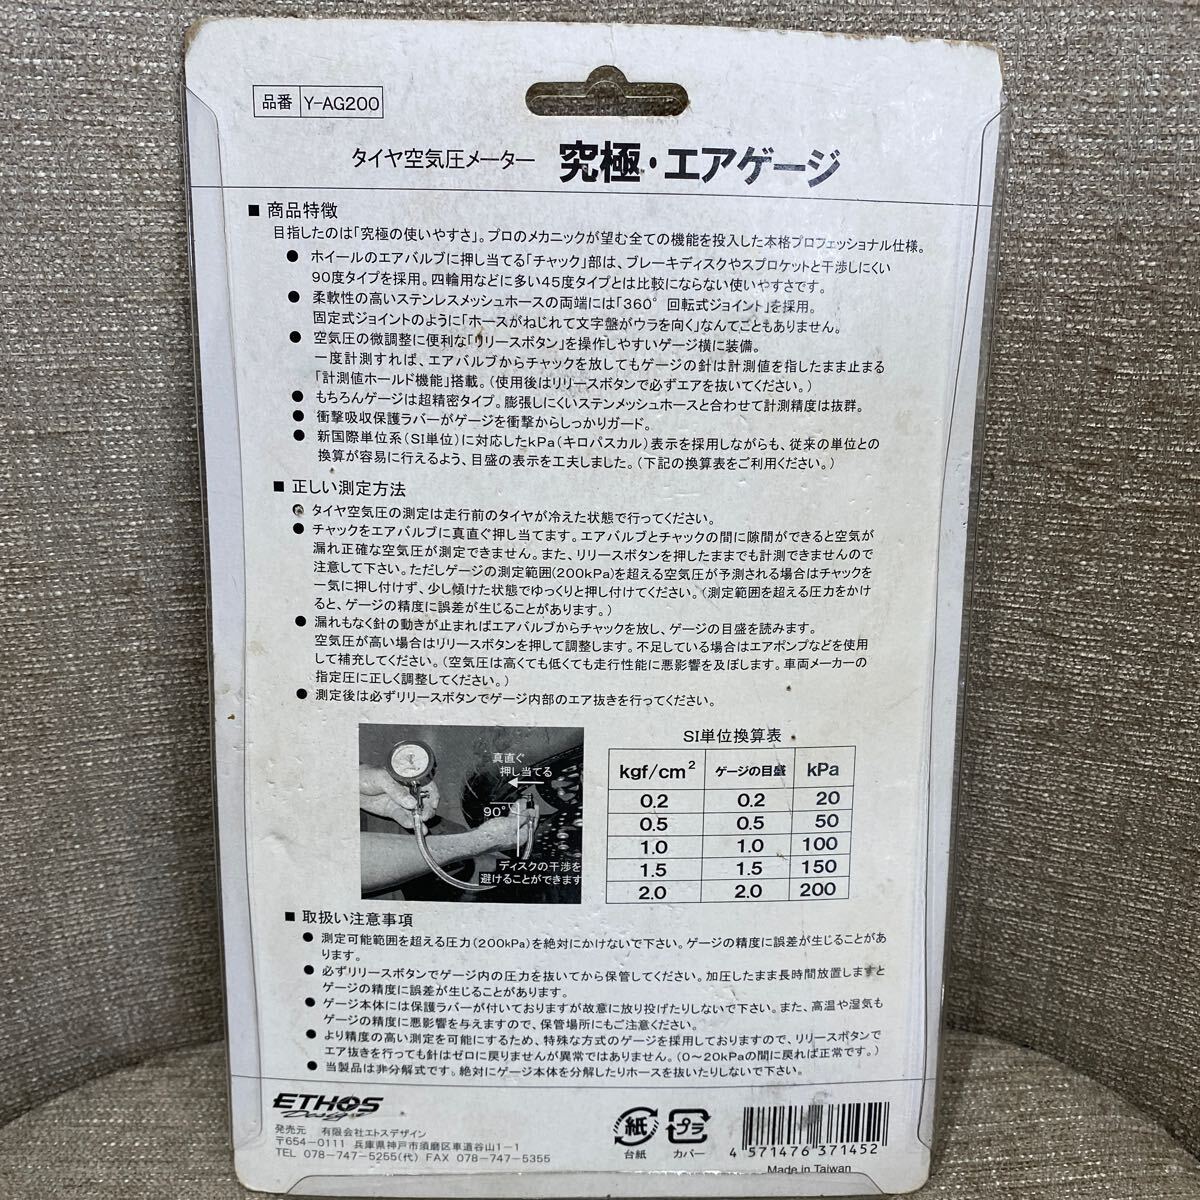 品番 Y-AG200
タイヤ空気圧メーター 究極・エアゲージ
■ 商品特徴
目指したのは「究極の使いやすさ」。プロのメカニックが望む全ての機能を投入した本格プロフェッショナル仕様。
● ホイールのエアバルブに押し当てる「チャック」部は、ブレーキディスクやスプロケットと干渉しにくい
90度タイプを採用。四輪用などに多い45度タイプとは比較にならない使いやすさです。
● 柔軟性の高いステンレスメッシュホースの両端には「360°回転式ジョイント」を採用。
固定式ジョイントのように「ホースがねじれて文字盤がウラを向く」なんてこともありません。
● 空気圧の微調整に便利な「リリースボタン」を操作しやすいゲージ横に装備。
一度計測すれば、エアバルブからチャックを放してもゲージの針は計測値を指したまま止まる
「計測値ホールド機能」搭載。（使用後はリリースボタンで必ずエアを抜いてください。）
● もちろんゲージは超精密タイプ。膨張しにくいステンメッシュホースと合わせて計測精度は抜群。
● 衝撃吸収保護ラバーがゲージを衝撃からしっかりガード。
● 新国際単位系（SI単位）に対応したkPa（キロパスカル）表示を採用しながらも、従来の単位との
換算が容易に行えるよう、目盛の表示を工夫しました。（下記の換算表をご利用ください。）
■ 正しい測定方法
● タイヤ空気圧の測定は走行前のタイヤが冷えた状態で行ってください。
● チャックをエアバルブに真直ぐ押し当てます。エアバルブとチャックの間に隙間ができると空気が
漏れ正確な空気圧が測定できません。また、リリースボタンを押したままでも計測できませんので
注意して下さい。ただしゲージの測定範囲（200kPa）を超える空気圧が予測される場合はチャックを
一気に押し付けず、少し傾けた状態でゆっくりと押し付けてください。（測定範囲を超える圧力をかけ
ると、ゲージの精度に誤差が生じることがあります。）
● 漏れもなく針の動きが止まればエアバルブからチャックを放し、ゲージの目盛を読みます。
空気圧が高い場合はリリースボタンを押して調整します。不足している場合はエアポンプなどを使用
して補充してください。（空気圧は高くても低くても走行性能に悪影響を及ぼします。車両メーカーの
指定圧に正しく調整してください。）
● 測定後は必ずリリースボタンでゲージ内部のエア抜きを行ってください。
真直ぐ
押し当てる
90°
ディスクの干渉を
避けることができます
SI単位換算表
kgf/cm² ゲージの目盛 kPa
0.2 0.2 20
0.5 0.5 50
1.0 1.0 100
1.5 1.5 150
2.0 2.0 200
■ 取扱い注意事項
● 測定可能範囲を超える圧力（200kPa）を絶対にかけないで下さい。ゲージの精度に誤差が生じることがあ
ります。
● 必ずリリースボタンでゲージ内の圧力を抜いてから保管してください。加圧したまま長時間放置しますと
ゲージの精度に誤差が生じることがあります。
● ゲージ本体には保護ラバーが付いておりますが故意に放り投げたりしないで下さい。また、高温や湿気も
ゲージの精度に悪影響を与えますので、保管場所にもご注意ください。
● より精度の高い測定を可能にするため、特殊な方式のゲージを採用しておりますので、リリースボタンで
エア抜きを行っても針はゼロに戻りませんが異常ではありません。（0～20kPaの間に戻れば正常です。）
● 当製品は非分解式です。絶対にゲージ本体を分解したりホースを抜いたりしないで下さい。
ETHOS
Design
発売元 有限会社エトスデザイン
〒654-0111 兵庫県神戸市須磨区車道谷山1-1
TEL 078-747-5255（代） FAX 078-747-5355
紙
台紙
プラ
カバー
4 571476 371452
Made in Taiwan